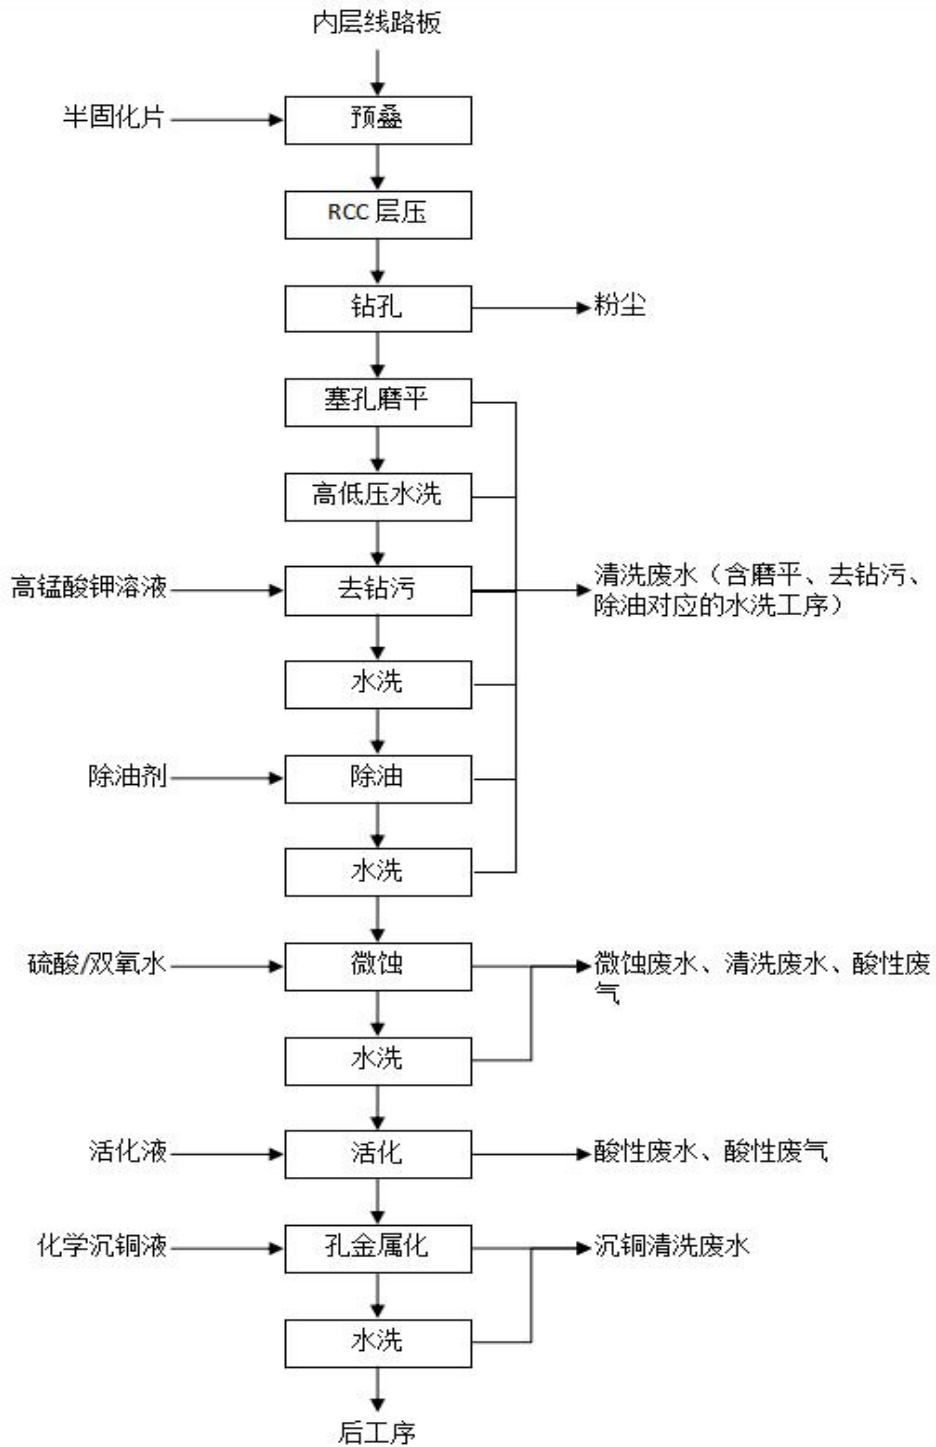 内层线路板
半固化片
预叠
RCC 层压
钻孔
粉尘
塞孔磨平
高低压水洗
高锰酸钾溶液
去钻污
清洗废水（含磨平、去钻污、
除油对应的水洗工序）
水洗
除油剂
除油
水洗
硫酸/双氧水
微蚀
微蚀废水、清洗废水、酸性废
气
水洗
活化液
活化
酸性废水、酸性废气
化学沉铜液
孔金属化
沉铜清洗废水
水洗
后工序